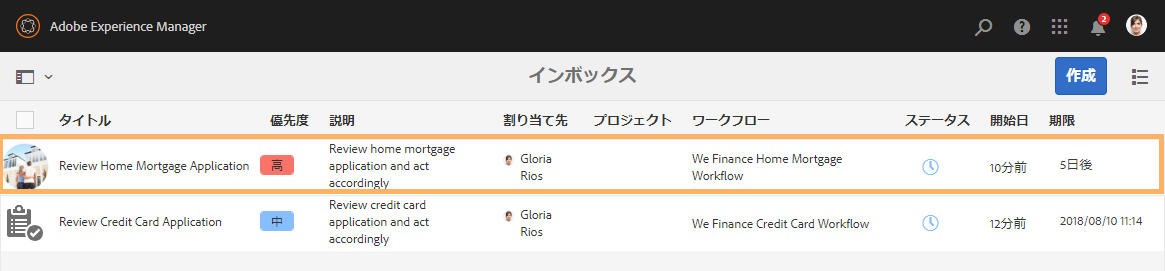 Adobe Experience Manager
2
インボックス
作成
タイトル 優先度 説明 割り当て先 プロジェクト ワークフロー ステータス 開始日 期限
Review Home Mortgage Application 高 Review home mortgage
application and act
accordingly
Gloria
Rios
We Finance Home Mortgage
Workflow
10分前 5日後
Review Credit Card Application 中 Review credit card
application and act
accordingly
Gloria
Rios
We Finance Credit Card Workflow 12分前 2018/08/10 11:14